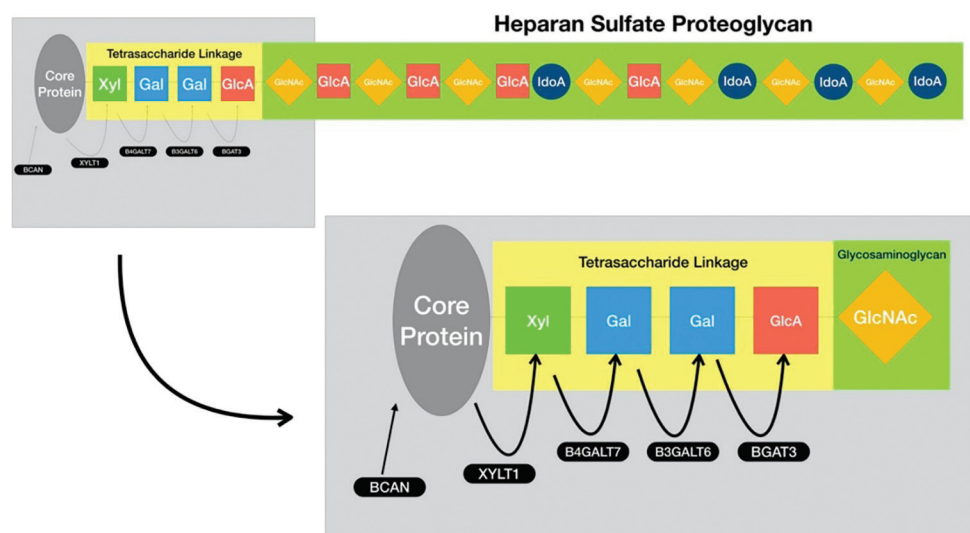 Heparan Sulfate Proteoglycan
Tetrasaccharide Linkage
Core
Protein
Xyl
Gal
Gal
GlcA
GlcNAc
GlcA
GlcNAc
GlcA
GlcNAc
GlcA
IdoA
GlcNAc
GlcA
GlcNAc
IdoA
GlcNAc
IdoA
GlcNAc
IdoA
BCAN
XYLT1
B4GALT7
B3GALT6
BGAT3
Tetrasaccharide Linkage
Glycosaminoglycan
Core
Protein
Xyl
Gal
Gal
GlcA
GlcNAc
BCAN
XYLT1
B4GALT7
B3GALT6
BGAT3